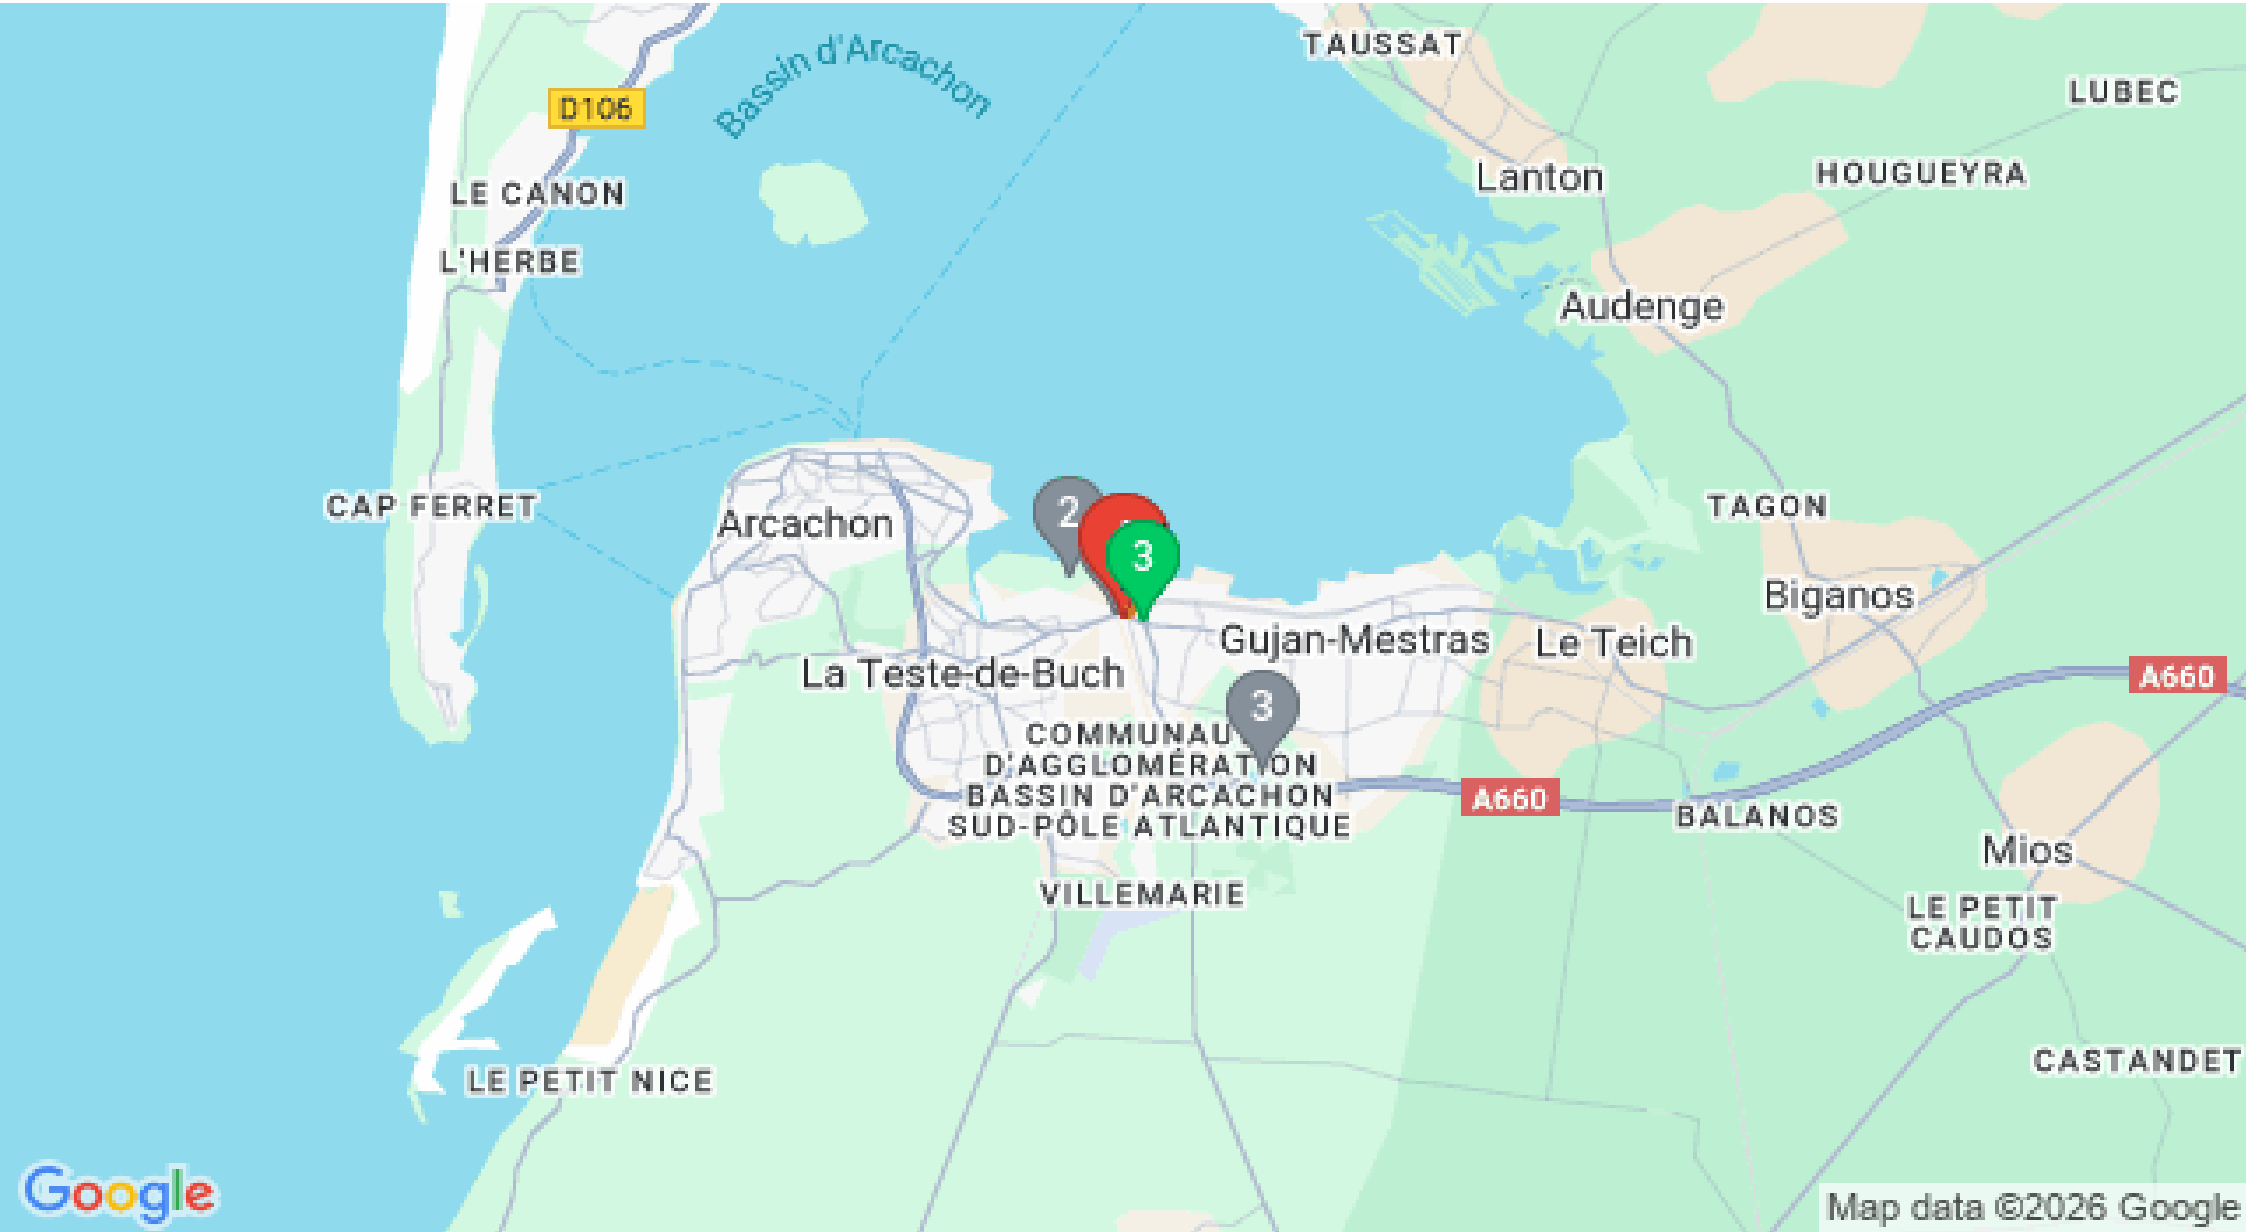 TAUSSAT
Bassin d'Arcachon
LUBEC
D106
HOUGUEYRA
Lanton
LE CANON
L'HERBE
Audenge
CAP FERRET
TAGON
2
Arcachon
3
Biganos
Gujan-Mestras
Le Teich
La Teste-de-Buch
A660
3
COMMUNAU
D'AGGLOMÉRATION
BASSIN D'ARCACHON
SUD-PÔLE ATLANTIQUE
A660
BALANOS
Mios
VILLEMARIE
LE PETIT
CAUDOS
CASTANDET
LE PETIT NICE
Google
Map data ©2026 Google